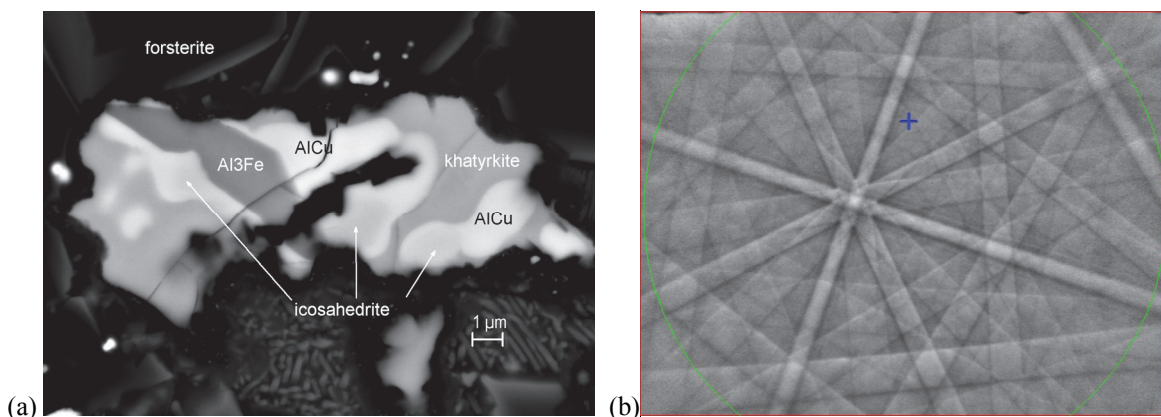 forsterite
AlCu
Al3Fe
khatyrkite
AlCu
icosahedrite
1 µm
(a)
(b)